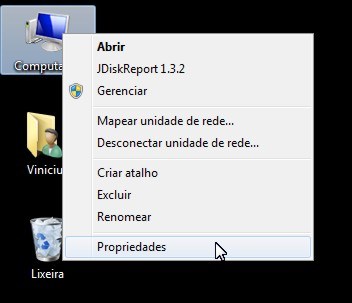 Abrir
JDiskReport 1.3.2
Gerenciar
Mapear unidade de rede...
Desconectar unidade de rede...
Criar atalho
Excluir
Renomear
Propriedades
Computa
Viniciu
Lixeira